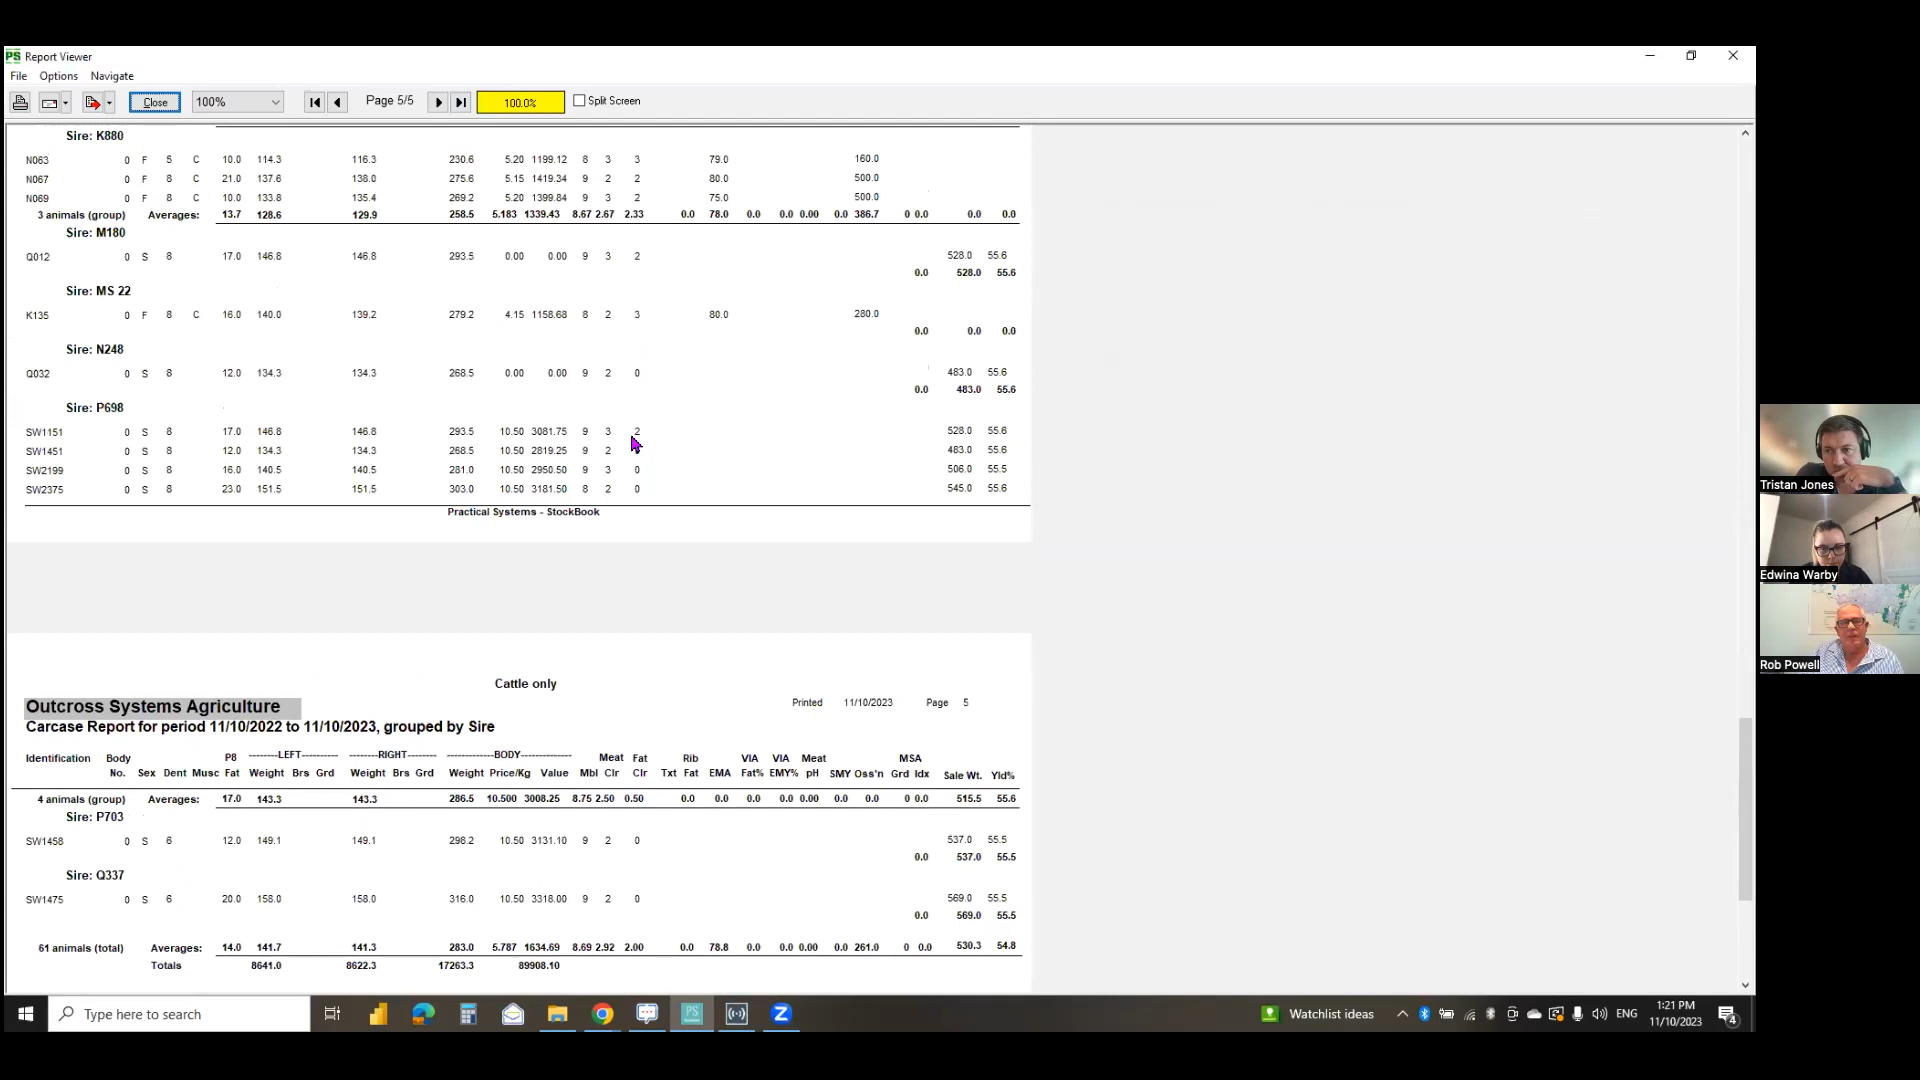 PS Report Viewer
File Options Navigate
Close 100% Page 5/5 100.0% Split Screen
Sire: K880
N063 0 F 5 C 10.0 114.3 116.3 230.6 5.20 1199.12 8 3 3 79.0 160.0
N067 0 F 8 C 21.0 137.6 138.0 275.6 5.15 1419.34 9 2 2 80.0 500.0
N069 0 F 8 C 10.0 133.8 135.4 269.2 5.20 1399.84 9 3 2 75.0 500.0
3 animals (group) Averages: 13.7 128.6 129.9 258.5 5.183 1339.43 8.67 2.67 2.33 0.0 78.0 0.0 0.0 0.00 0.0 386.7 0 0.0 0.0 0.0
Sire: M180
Q012 0 S 8 17.0 146.8 146.8 293.5 0.00 0.00 9 3 2 528.0 55.6
0.0 528.0 55.6
Sire: MS 22
K135 0 F 8 C 16.0 140.0 139.2 279.2 4.15 1158.68 8 2 3 80.0 280.0
0.0 0.0 0.0
Sire: N248
Q032 0 S 8 12.0 134.3 134.3 268.5 0.00 0.00 9 2 0 483.0 55.6
0.0 483.0 55.6
Sire: P698
SW1151 0 S 8 17.0 146.8 146.8 293.5 10.50 3081.75 9 3 2 528.0 55.6
SW1451 0 S 8 12.0 134.3 134.3 268.5 10.50 2819.25 9 2 483.0 55.6
SW2199 0 S 8 16.0 140.5 140.5 281.0 10.50 2950.50 9 3 0 506.0 55.5
SW2375 0 S 8 23.0 151.5 151.5 303.0 10.50 3181.50 8 2 0 545.0 55.6
Practical Systems - StockBook
Cattle only
Outcross Systems Agriculture Printed 11/10/2023 Page 5
Carcase Report for period 11/10/2022 to 11/10/2023, grouped by Sire
Identification Body P8 --------LEFT---------- --------RIGHT-------- ------------BODY------------- Meat Fat Rib VIA VIA Meat MSA
No. Sex Dent Musc Fat Weight Brs Grd Weight Brs Grd Weight Price/Kg Value Mbl Clr Clr Txt Fat EMA Fat% EMY% pH SMY Oss'n Grd Idx Sale Wt. Yld%
4 animals (group) Averages: 17.0 143.3 143.3 286.5 10.500 3008.25 8.75 2.50 0.50 0.0 0.0 0.0 0.0 0.00 0.0 0.0 0 0.0 515.5 55.6
Sire: P703
SW1458 0 S 6 12.0 149.1 149.1 298.2 10.50 3131.10 9 2 0 537.0 55.5
0.0 537.0 55.5
Sire: Q337
SW1475 0 S 6 20.0 158.0 158.0 316.0 10.50 3318.00 9 2 0 569.0 55.5
0.0 569.0 55.5
61 animals (total) Averages: 14.0 141.7 141.3 283.0 5.787 1634.69 8.69 2.92 2.00 0.0 78.8 0.0 0.0 0.00 0.0 261.0 0 0.0 530.3 54.8
Totals 8641.0 8622.3 17263.3 89908.10
Tristan Jones
Edwina Warby
Rob Powell
Type here to search
Watchlist ideas ENG 1:21 PM
11/10/2023 4